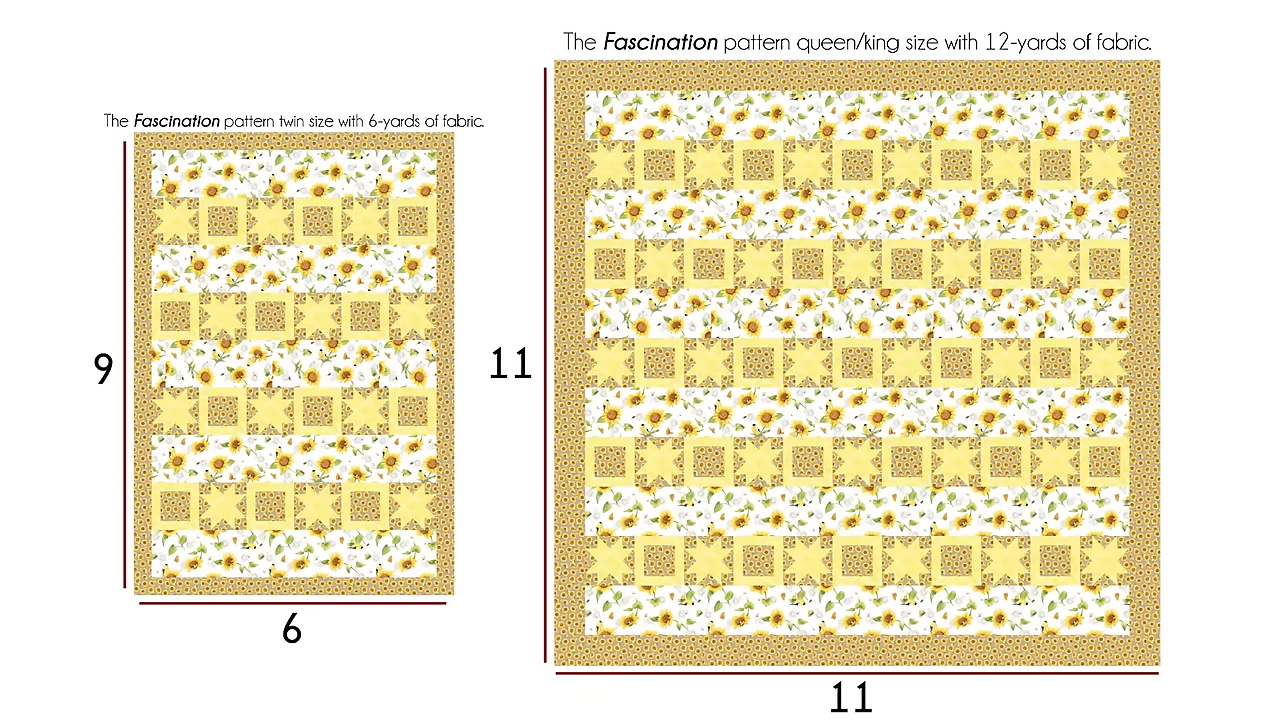 The Fascination pattern queen/king size with 12-yards of fabric.
The Fascination pattern twin size with 6-yards of fabric.
9
11
6
11